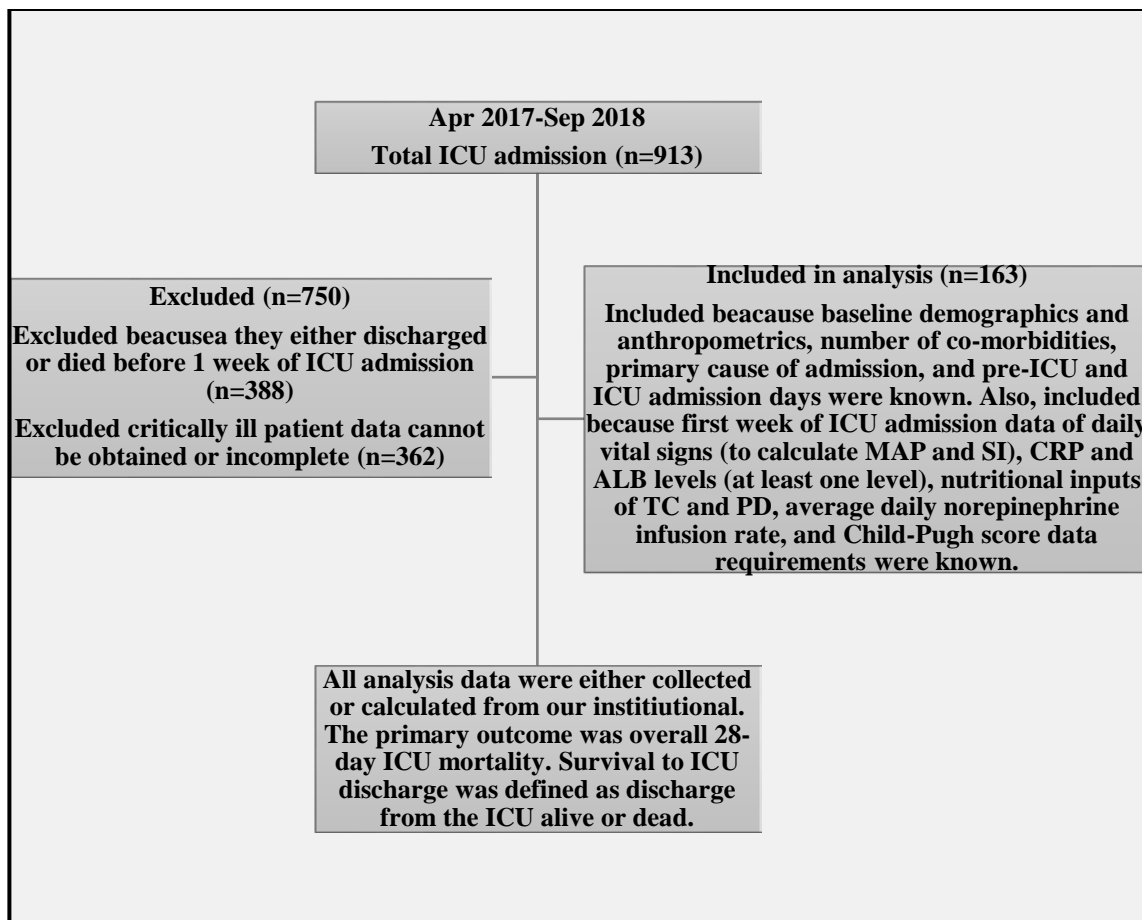 Apr 2017-Sep 2018
Total ICU admission (n=913)
Excluded (n=750)
Excluded beacusea they either discharged
or died before 1 week of ICU admission
(n=388)
Excluded critically ill patient data cannot
be obtained or incomplete (n=362)
Included in analysis (n=163)
Included beacause baseline demographics and
anthropometrics, number of co-morbidities,
primary cause of admission, and pre-ICU and
ICU admission days were known. Also, included
because first week of ICU admission data of daily
vital signs (to calculate MAP and SI), CRP and
ALB levels (at least one level), nutritional inputs
of TC and PD, average daily norepinephrine
infusion rate, and Child-Pugh score data
requirements were known.
All analysis data were either collected
or calculated from our institiutional.
The primary outcome was overall 28-
day ICU mortality. Survival to ICU
discharge was defined as discharge
from the ICU alive or dead.